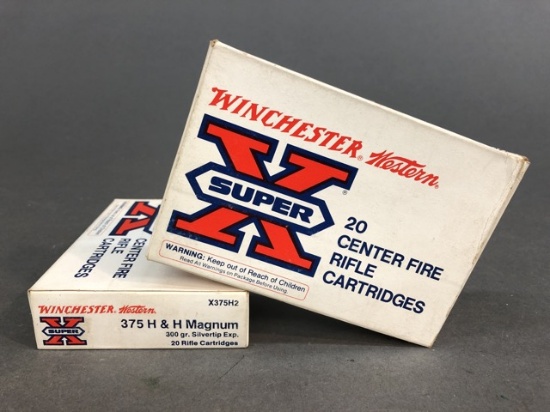 WINCHESTER Western
X
SUPER
®
20
CENTER FIRE
RIFLE
CARTRIDGES
WARNING: Keep out of Reach of Children
Read All Warnings on Package Before Using.
X
SUPER
20
CENTER FIRE
RIFLE
CARTRIDGES
WINCHESTER Western
X375H2
X
SUPER
375 H & H Magnum
300 gr. Silvertip Exp.
20 Rifle Cartridges